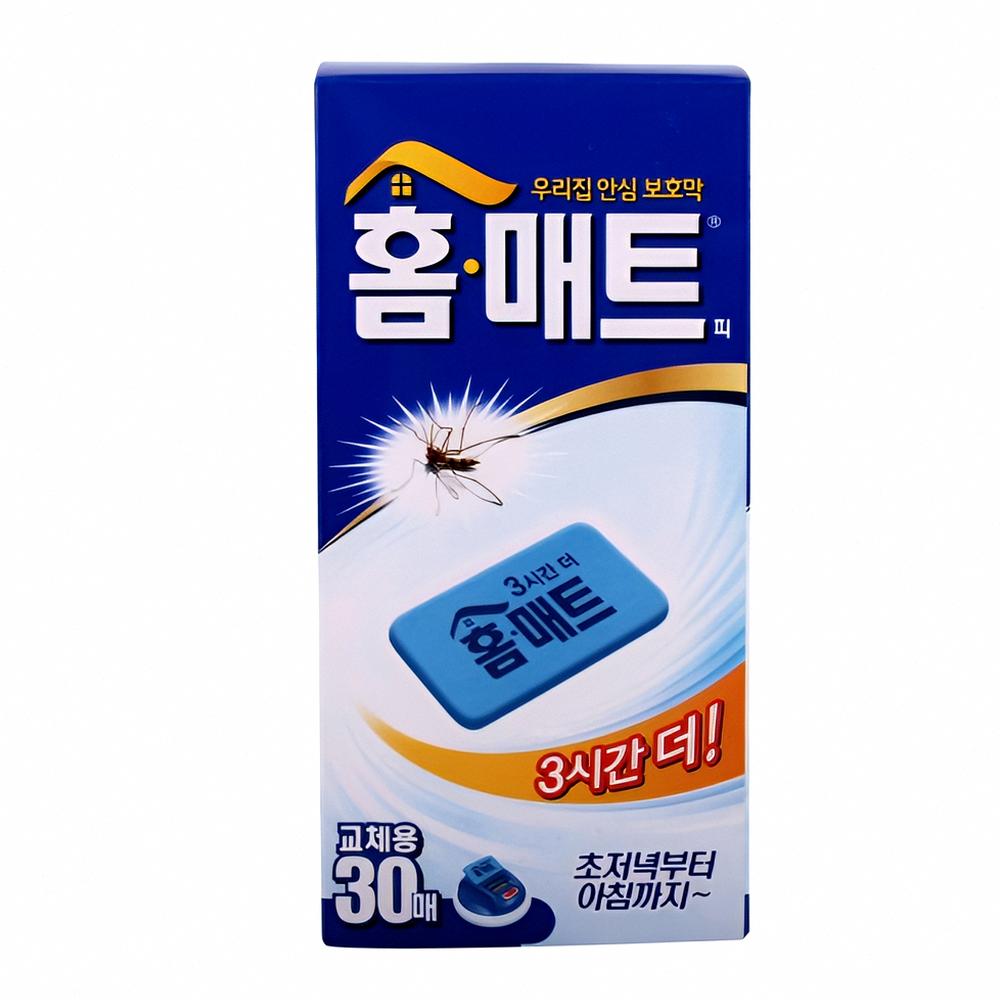 우리집 안심 보호막
홈·매트®
피
3시간 더
홈·매트
3시간 더!
교체용
30매
초저녁부터
아침까지~